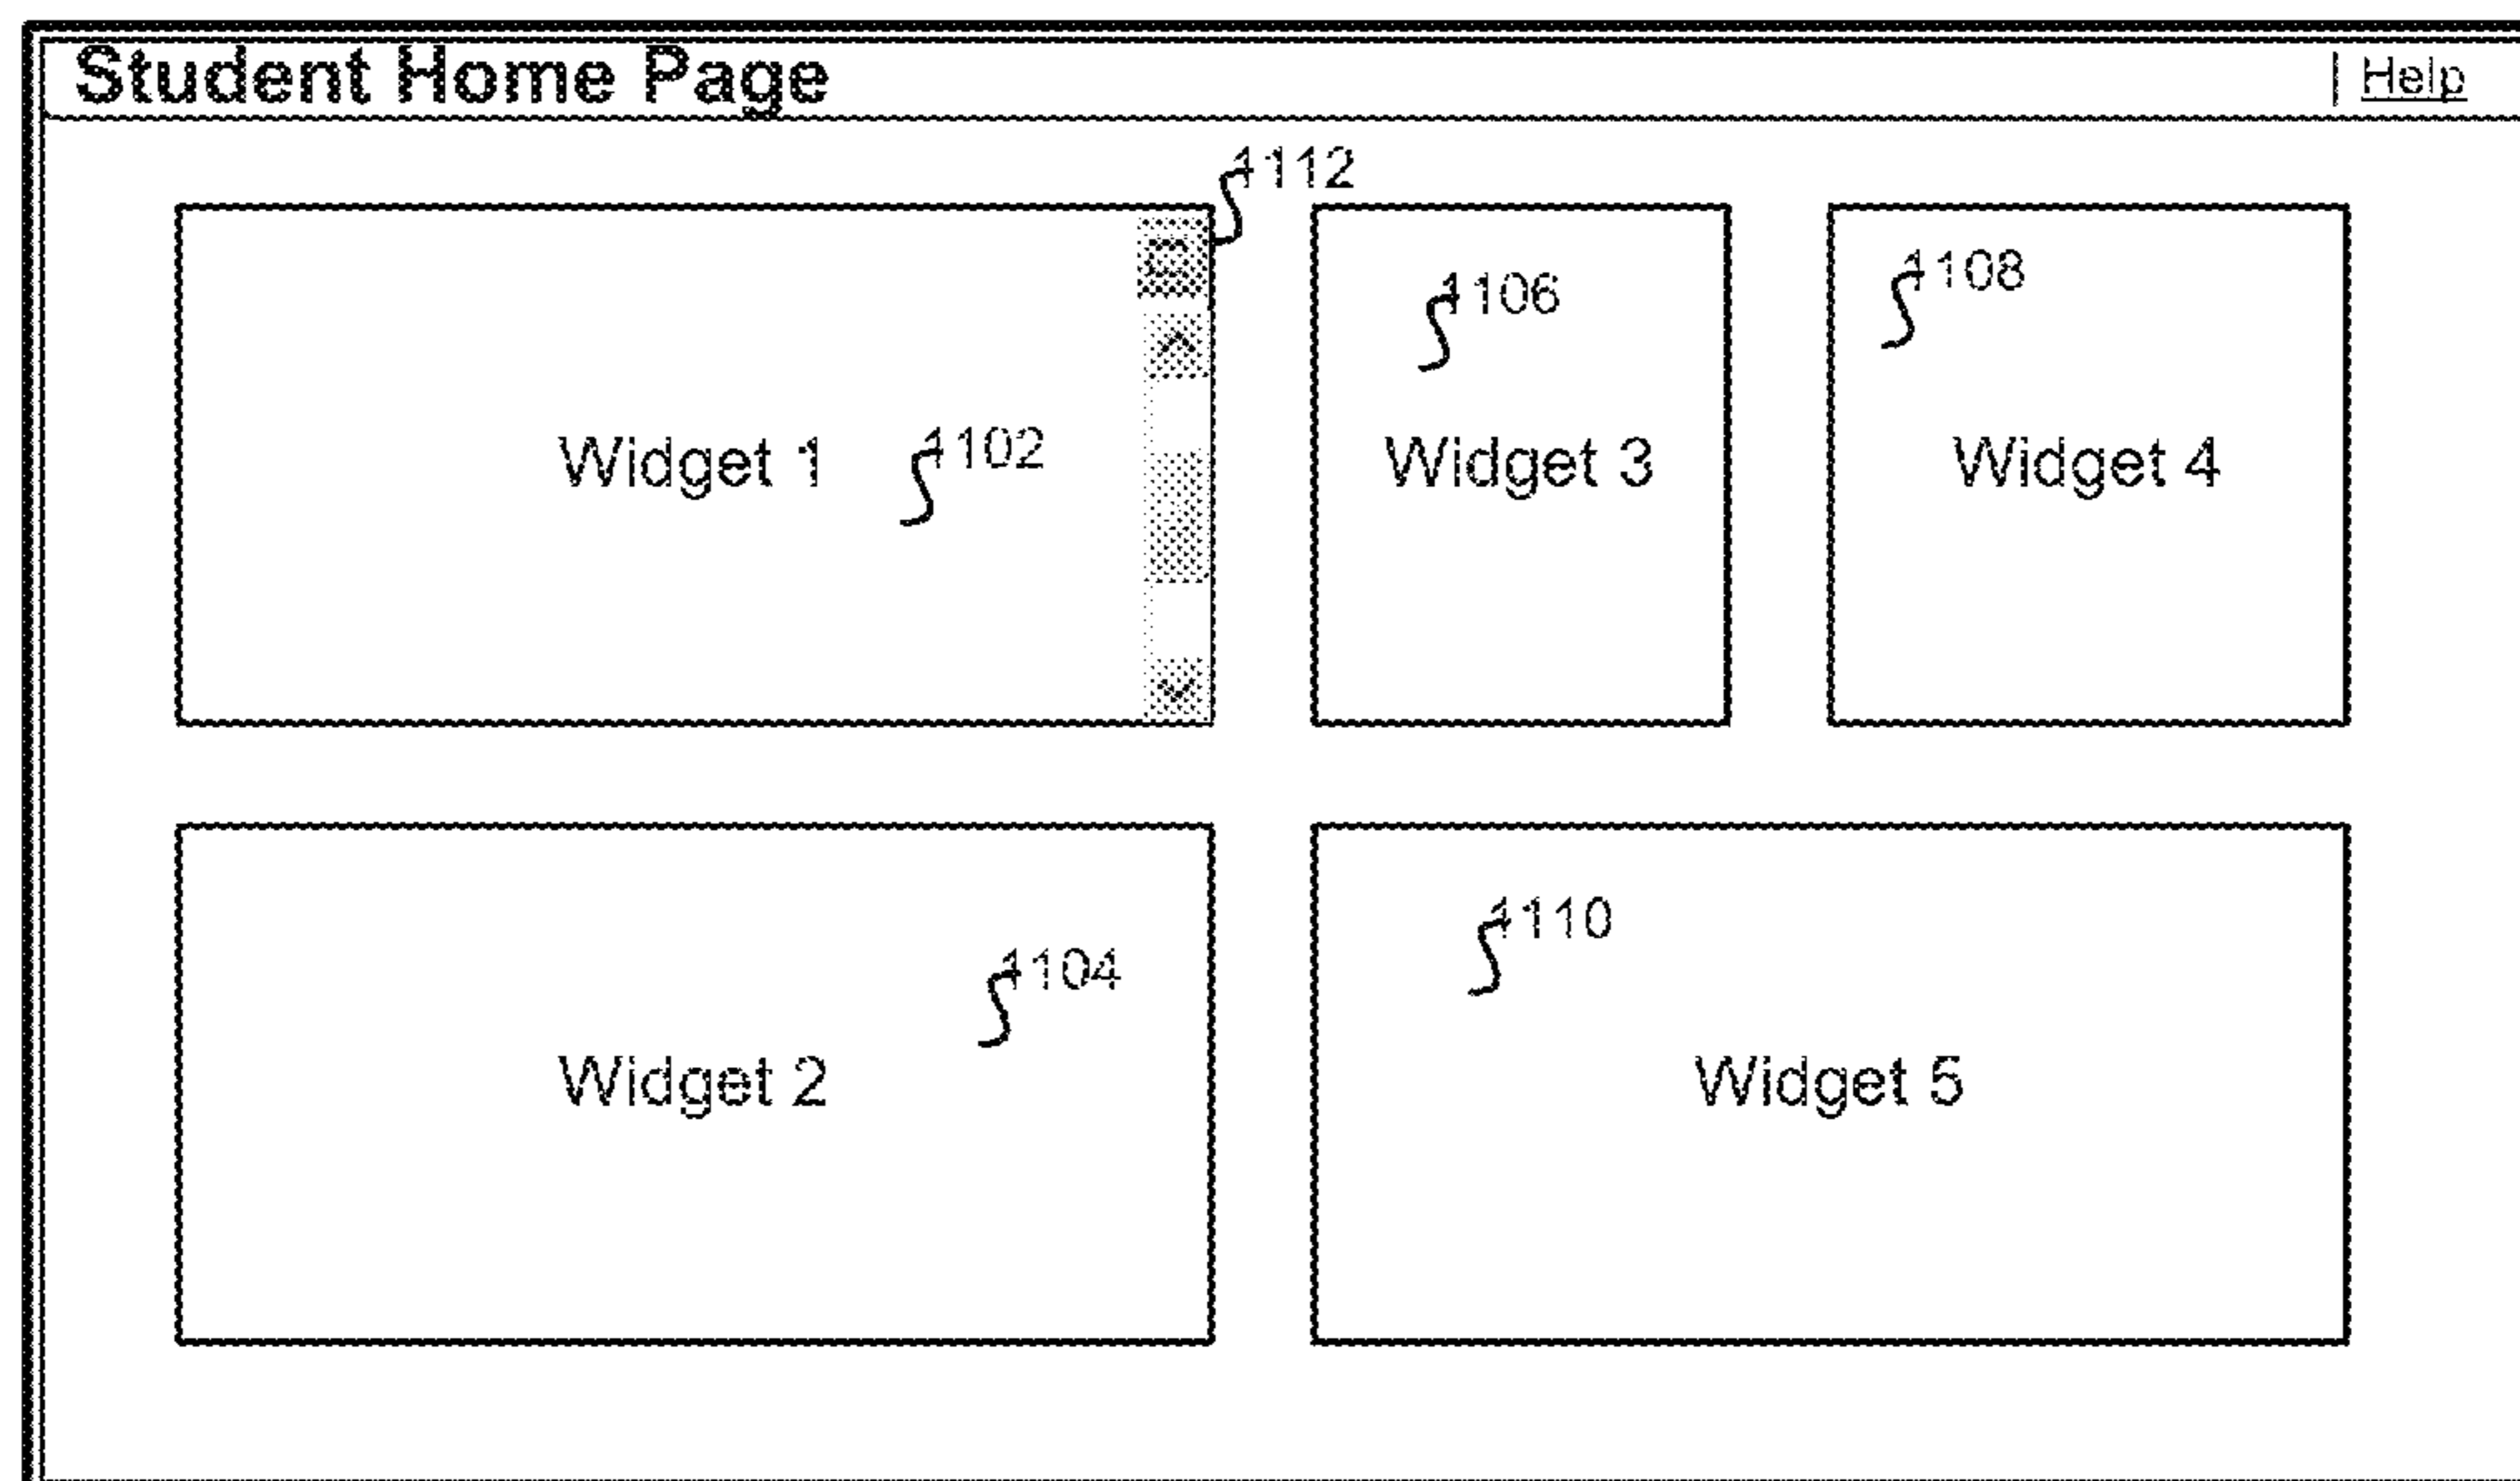 Student Home Page | Help
1112
1108
1106
1102
Widget 1
Widget 3
Widget 4
1110
1104
Widget 2
Widget 5